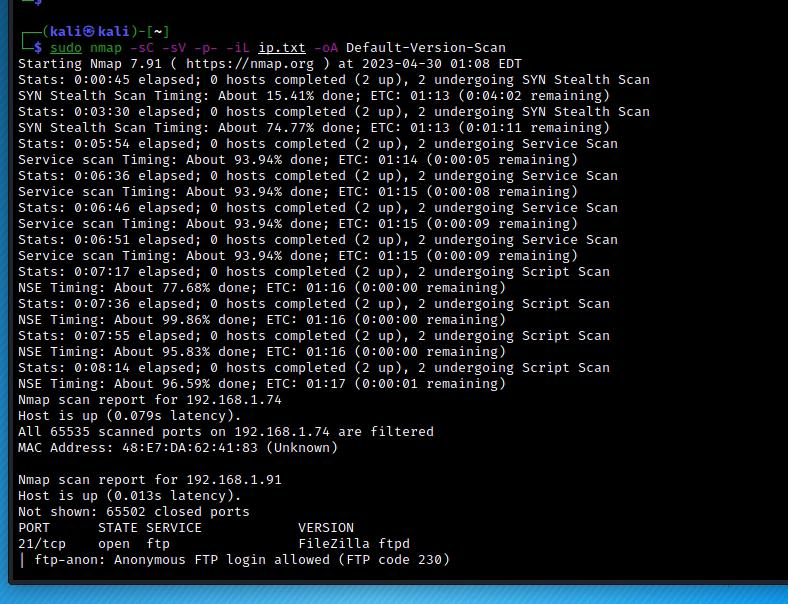 └─$
┌──(kali㉿kali)-[~]
└─$ sudo nmap -sC -sV -p- -iL ip.txt -oA Default-Version-Scan
Starting Nmap 7.91 ( https://nmap.org ) at 2023-04-30 01:08 EDT
Stats: 0:00:45 elapsed; 0 hosts completed (2 up), 2 undergoing SYN Stealth Scan
SYN Stealth Scan Timing: About 15.41% done; ETC: 01:13 (0:04:02 remaining)
Stats: 0:03:30 elapsed; 0 hosts completed (2 up), 2 undergoing SYN Stealth Scan
SYN Stealth Scan Timing: About 74.77% done; ETC: 01:13 (0:01:11 remaining)
Stats: 0:05:54 elapsed; 0 hosts completed (2 up), 2 undergoing Service Scan
Service scan Timing: About 93.94% done; ETC: 01:14 (0:00:05 remaining)
Stats: 0:06:36 elapsed; 0 hosts completed (2 up), 2 undergoing Service Scan
Service scan Timing: About 93.94% done; ETC: 01:15 (0:00:08 remaining)
Stats: 0:06:46 elapsed; 0 hosts completed (2 up), 2 undergoing Service Scan
Service scan Timing: About 93.94% done; ETC: 01:15 (0:00:09 remaining)
Stats: 0:06:51 elapsed; 0 hosts completed (2 up), 2 undergoing Service Scan
Service scan Timing: About 93.94% done; ETC: 01:15 (0:00:09 remaining)
Stats: 0:07:17 elapsed; 0 hosts completed (2 up), 2 undergoing Script Scan
NSE Timing: About 77.68% done; ETC: 01:16 (0:00:00 remaining)
Stats: 0:07:36 elapsed; 0 hosts completed (2 up), 2 undergoing Script Scan
NSE Timing: About 99.86% done; ETC: 01:16 (0:00:00 remaining)
Stats: 0:07:55 elapsed; 0 hosts completed (2 up), 2 undergoing Script Scan
NSE Timing: About 95.83% done; ETC: 01:16 (0:00:00 remaining)
Stats: 0:08:14 elapsed; 0 hosts completed (2 up), 2 undergoing Script Scan
NSE Timing: About 96.59% done; ETC: 01:17 (0:00:01 remaining)
Nmap scan report for 192.168.1.74
Host is up (0.079s latency).
All 65535 scanned ports on 192.168.1.74 are filtered
MAC Address: 48:E7:DA:62:41:83 (Unknown)

Nmap scan report for 192.168.1.91
Host is up (0.013s latency).
Not shown: 65502 closed ports
PORT      STATE SERVICE            VERSION
21/tcp    open  ftp                FileZilla ftpd
| ftp-anon: Anonymous FTP login allowed (FTP code 230)